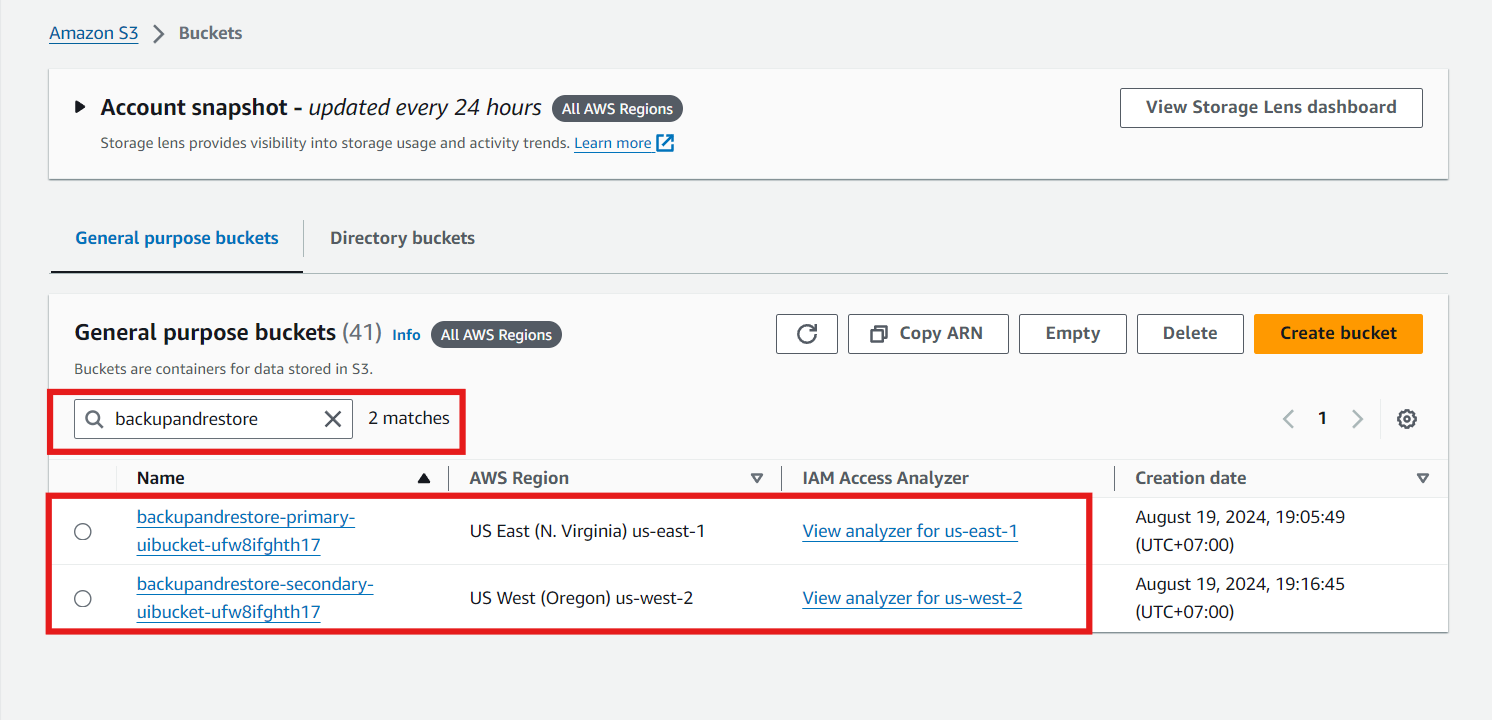 Amazon S3 > Buckets
Account snapshot - updated every 24 hours All AWS Regions
View Storage Lens dashboard
Storage lens provides visibility into storage usage and activity trends. Learn more
General purpose buckets
Directory buckets
General purpose buckets (41) Info All AWS Regions
Copy ARN
Empty
Delete
Create bucket
Buckets are containers for data stored in S3.
backupandrestore
2 matches
1
Name
AWS Region
IAM Access Analyzer
Creation date
backupandrestore-primary-
uibucket-ufw8ifghth17
US East (N. Virginia) us-east-1
View analyzer for us-east-1
August 19, 2024, 19:05:49
(UTC+07:00)
backupandrestore-secondary-
uibucket-ufw8ifghth17
US West (Oregon) us-west-2
View analyzer for us-west-2
August 19, 2024, 19:16:45
(UTC+07:00)